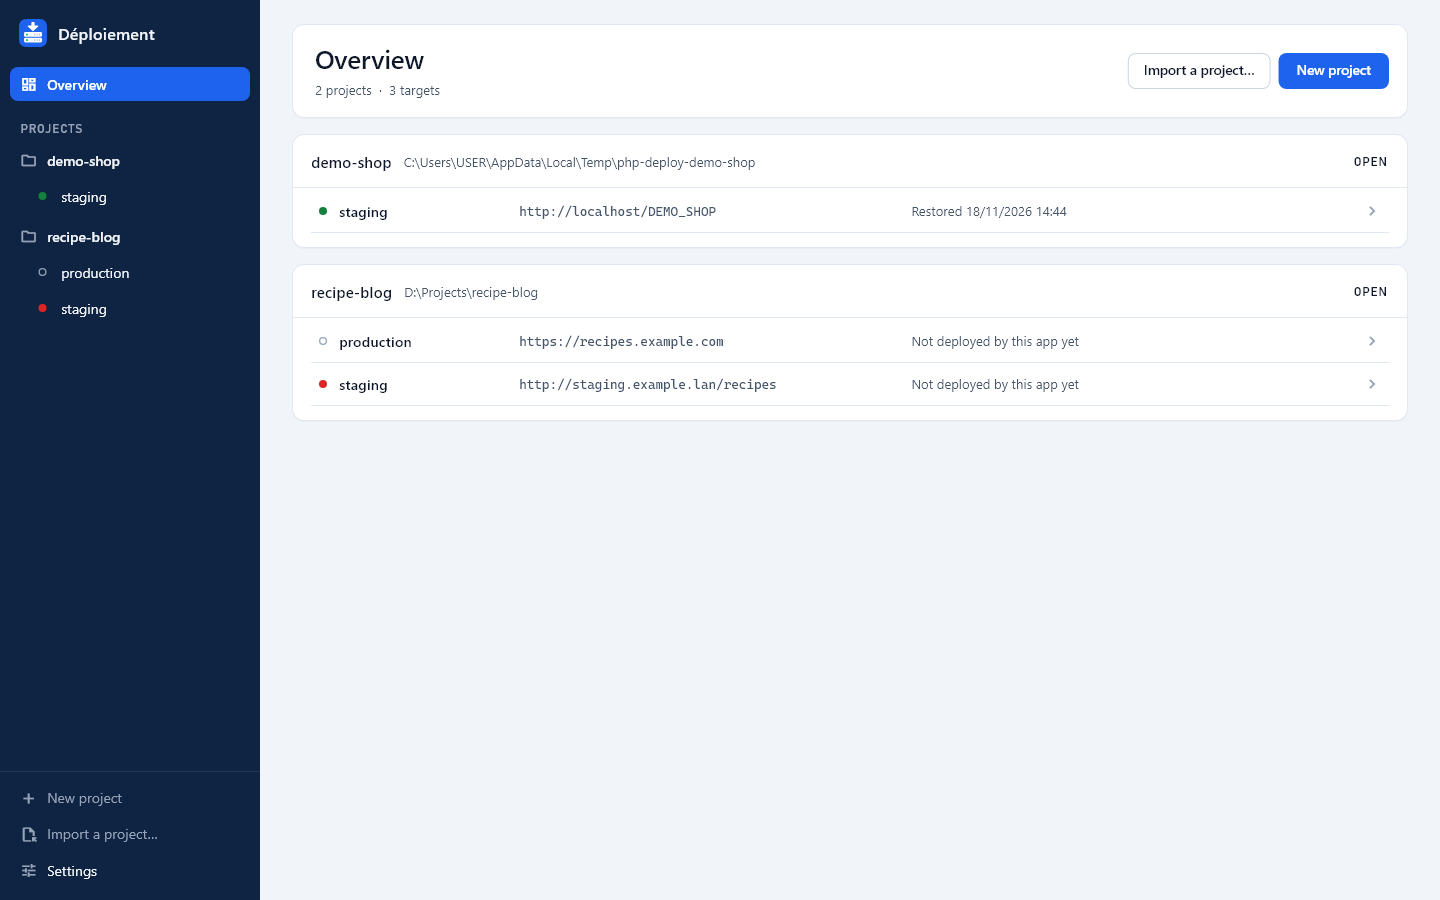 Déploiement
Overview
PROJECTS
demo-shop
staging
recipe-blog
production
staging
New project
Import a project...
Settings
Overview
2 projects · 3 targets
Import a project...
New project
demo-shop C:\Users\USER\AppData\Local\Temp\php-deploy-demo-shop OPEN
staging http://localhost/DEMO_SHOP Restored 18/11/2026 14:44
recipe-blog D:\Projects\recipe-blog OPEN
production https://recipes.example.com Not deployed by this app yet
staging http://staging.example.lan/recipes Not deployed by this app yet